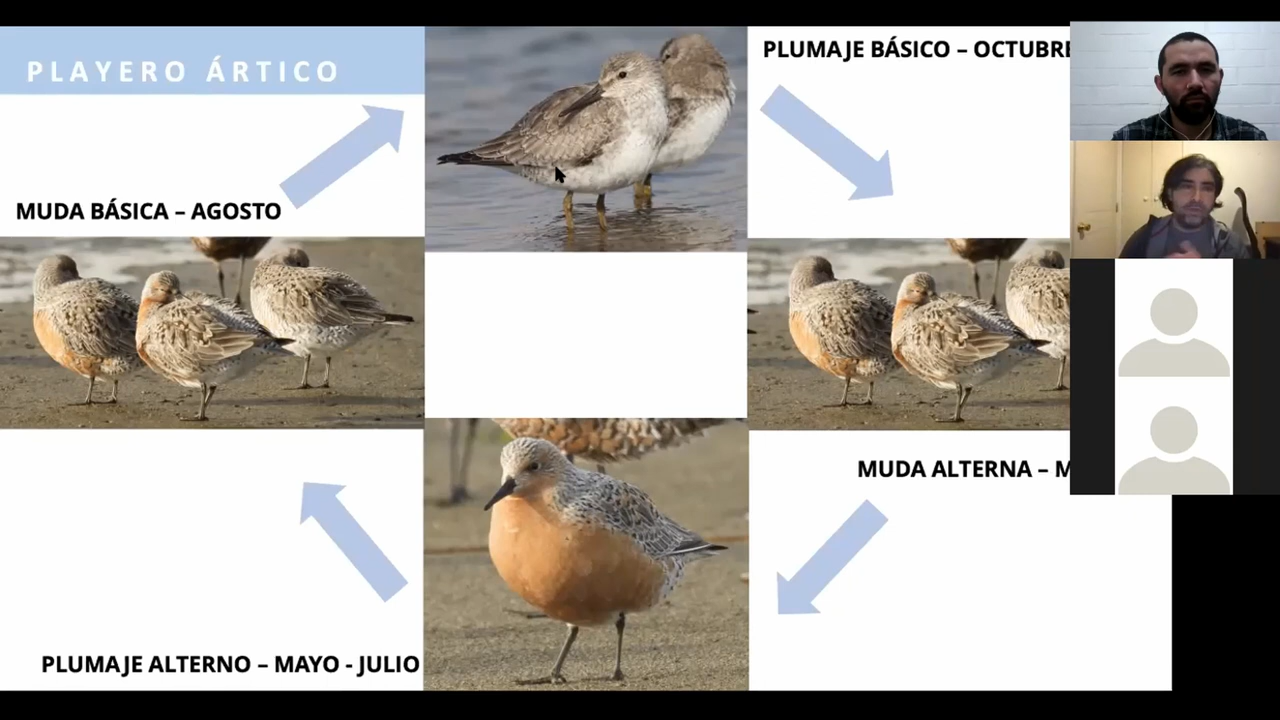 PLAYERO ÁRTICO
PLUMAJE BÁSICO – OCTUBRE
MUDA BÁSICA – AGOSTO
MUDA ALTERNA –
PLUMAJE ALTERNO – MAYO - JULIO